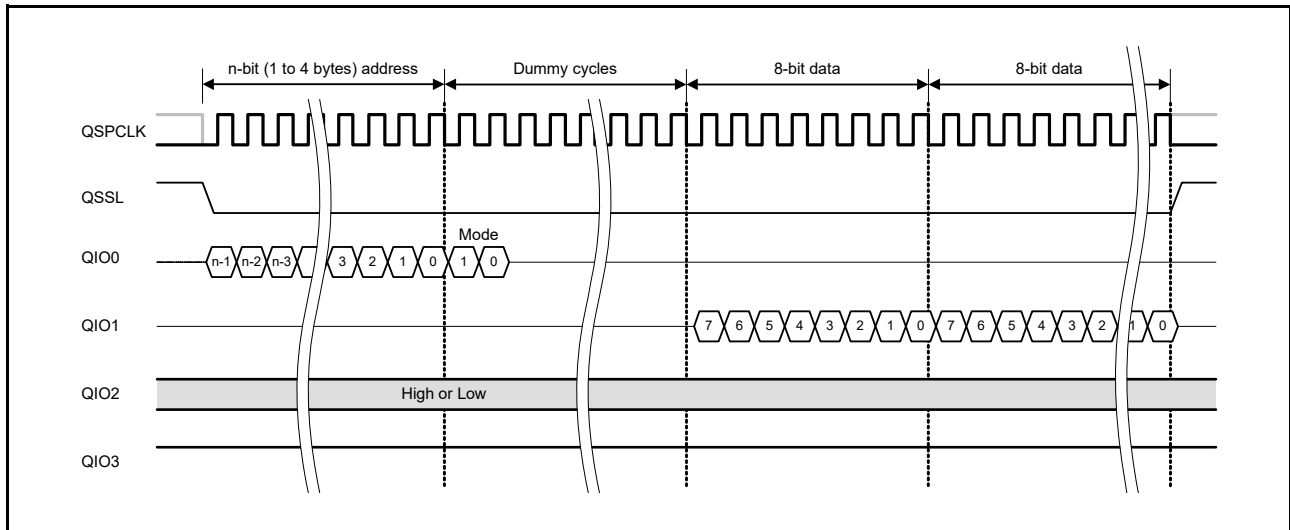 n-bit (1 to 4 bytes) address Dummy cycles 8-bit data 8-bit data
QSPCLK
QSSL
Mode
QIO0 n-1 n-2 n-3 3 2 1 0 1 0
QIO1 7 6 5 4 3 2 1 0 7 6 5 4 3 2 1 0
QIO2 High or Low
QIO3